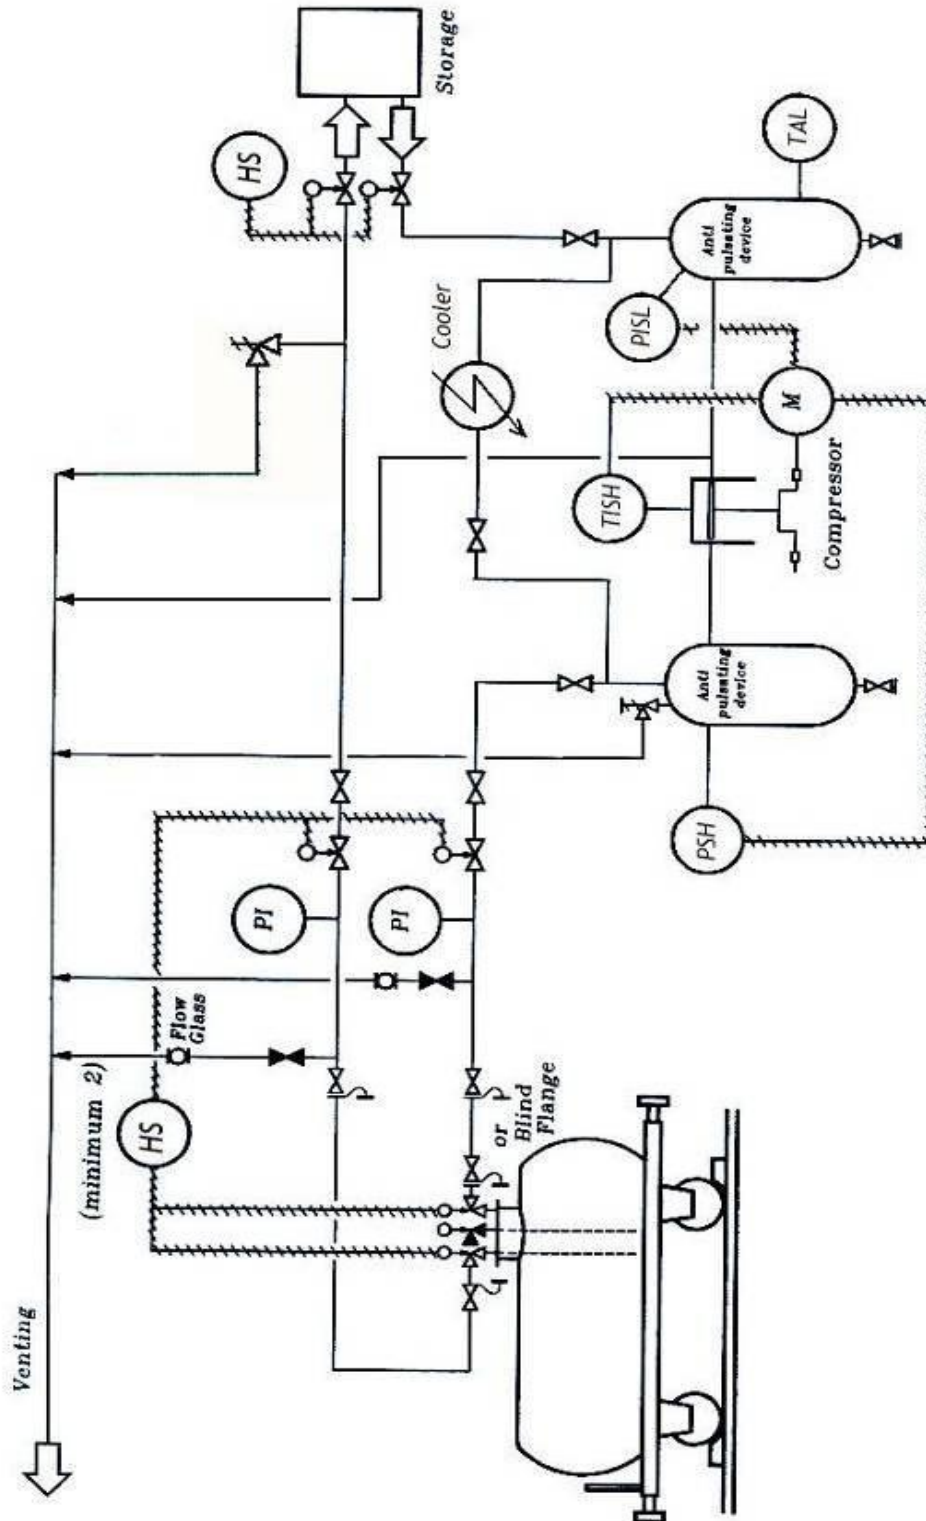 Storage
HS
TAL
Anti
pulsating
device
PISL
Cooler
M
TISH
Compressor
Anti
pulsating
device
PSH
PI
PI
Flow
Glass
(minimum 2)
HS
or Blind
Flange
Venting